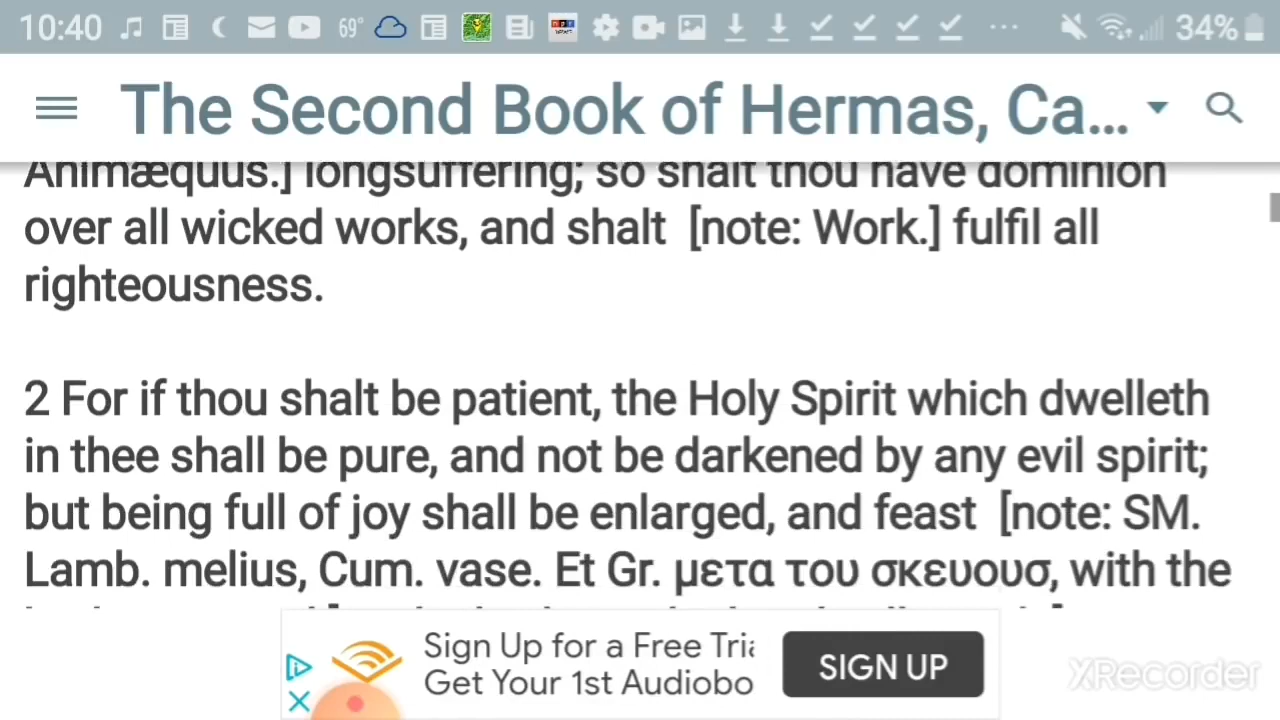 10:40 69° 34%
The Second Book of Hermas, Ca...
Animæquus.] longsuffering; so shalt thou have dominion
over all wicked works, and shalt [note: Work.] fulfil all
righteousness.
2 For if thou shalt be patient, the Holy Spirit which dwelleth
in thee shall be pure, and not be darkened by any evil spirit;
but being full of joy shall be enlarged, and feast [note: SM.
Lamb. melius, Cum. vase. Et Gr. μετα του σκευουσ, with the
Sign Up for a Free Tria
Get Your 1st Audiobo
SIGN UP
XRecorder